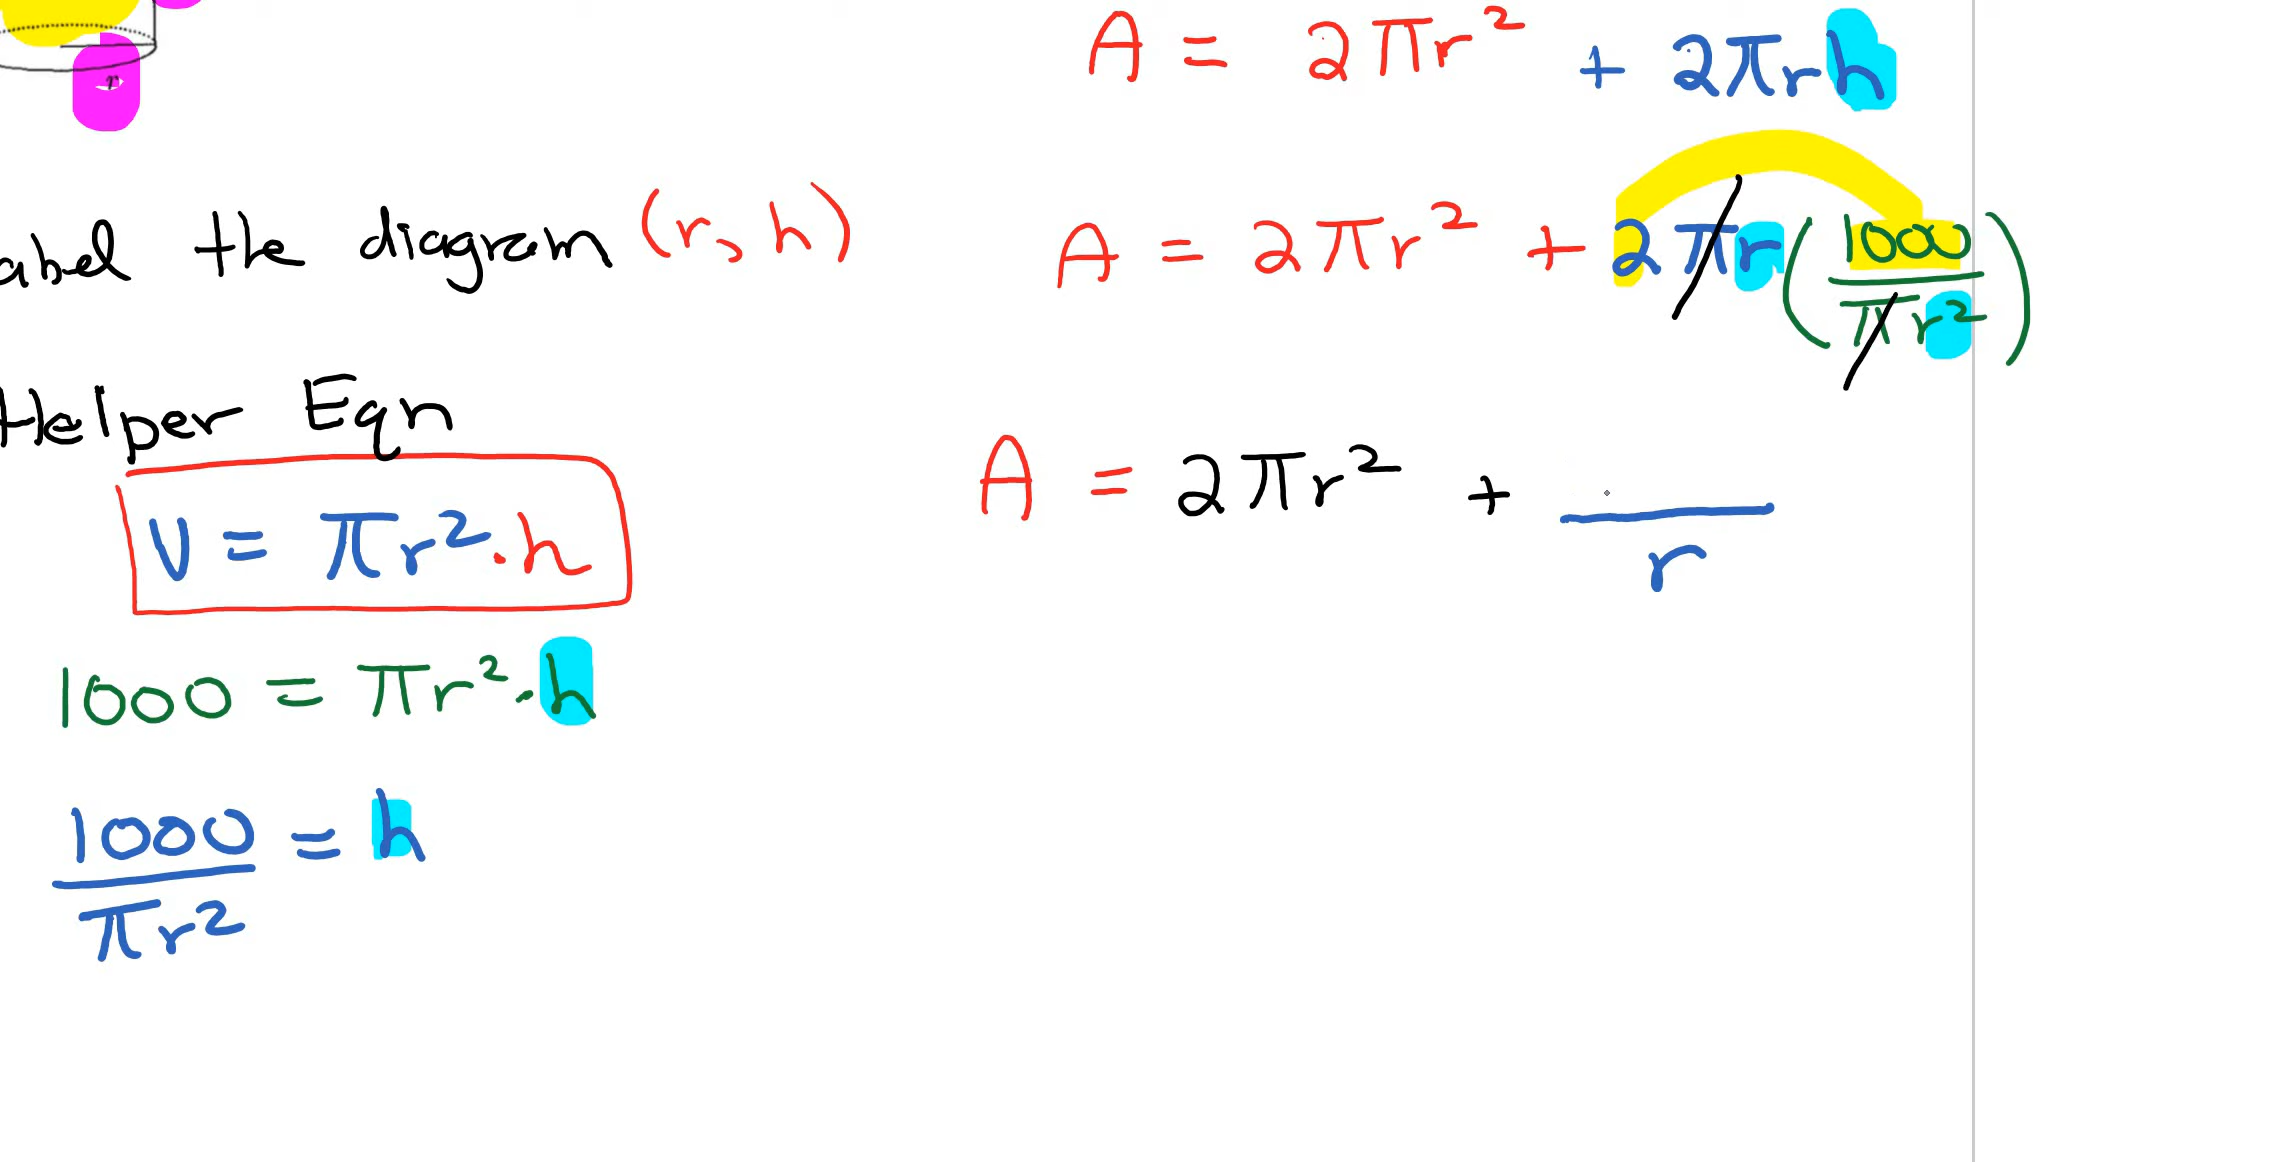 r
abel the diagram (r, h)
Helper Eqn
V = πr²·h
1000 = πr²·h
1000/πr² = h
A = 2πr² + 2πrh
A = 2πr² + 2πr(1000/πr²)
A = 2πr² + /r